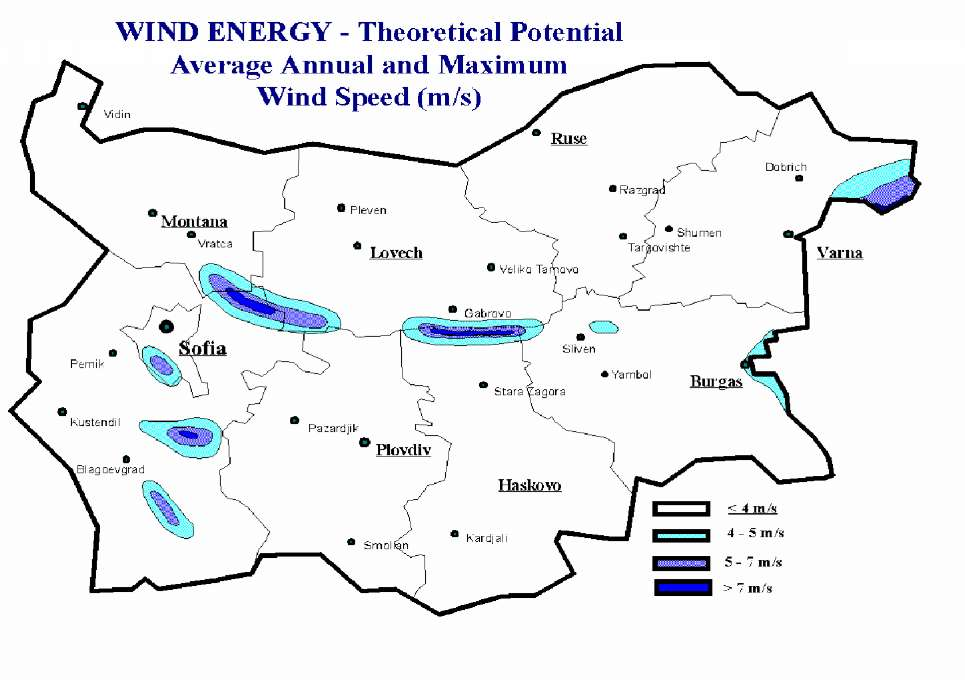 WIND ENERGY - Theoretical Potential
Average Annual and Maximum
Wind Speed (m/s)
Vidin
Ruse
Dobrich
Razgrad
Pleven
Montana
Shumen
Vratca
Targovishte
Lovech
Varna
Veliko Tarnovo
Gabrovo
Sofia
Sliven
Pernik
Yambol
Burgas
Stara Zagora
Kustendil
Pazardjik
Plovdiv
Blagoevgrad
Haskovo
< 4 m/s
4 - 5 m/s
Smolian
Kardjali
5 - 7 m/s
> 7 m/s